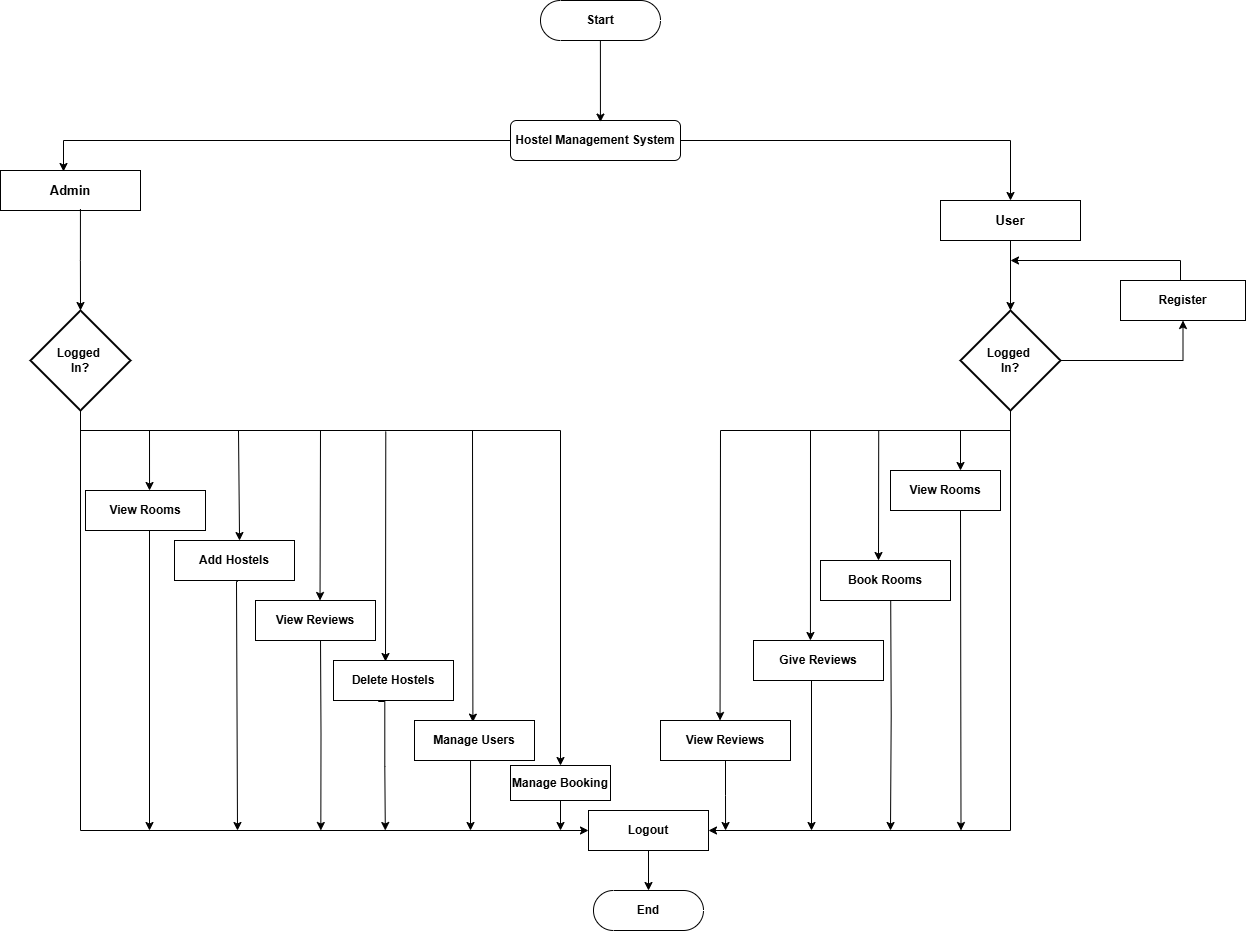 Start
Hostel Management System
Admin
User
Register
Logged
In?
Logged
In?
View Rooms
View Rooms
Add Hostels
Book Rooms
View Reviews
Give Reviews
Delete Hostels
Manage Users
View Reviews
Manage Booking
Logout
End